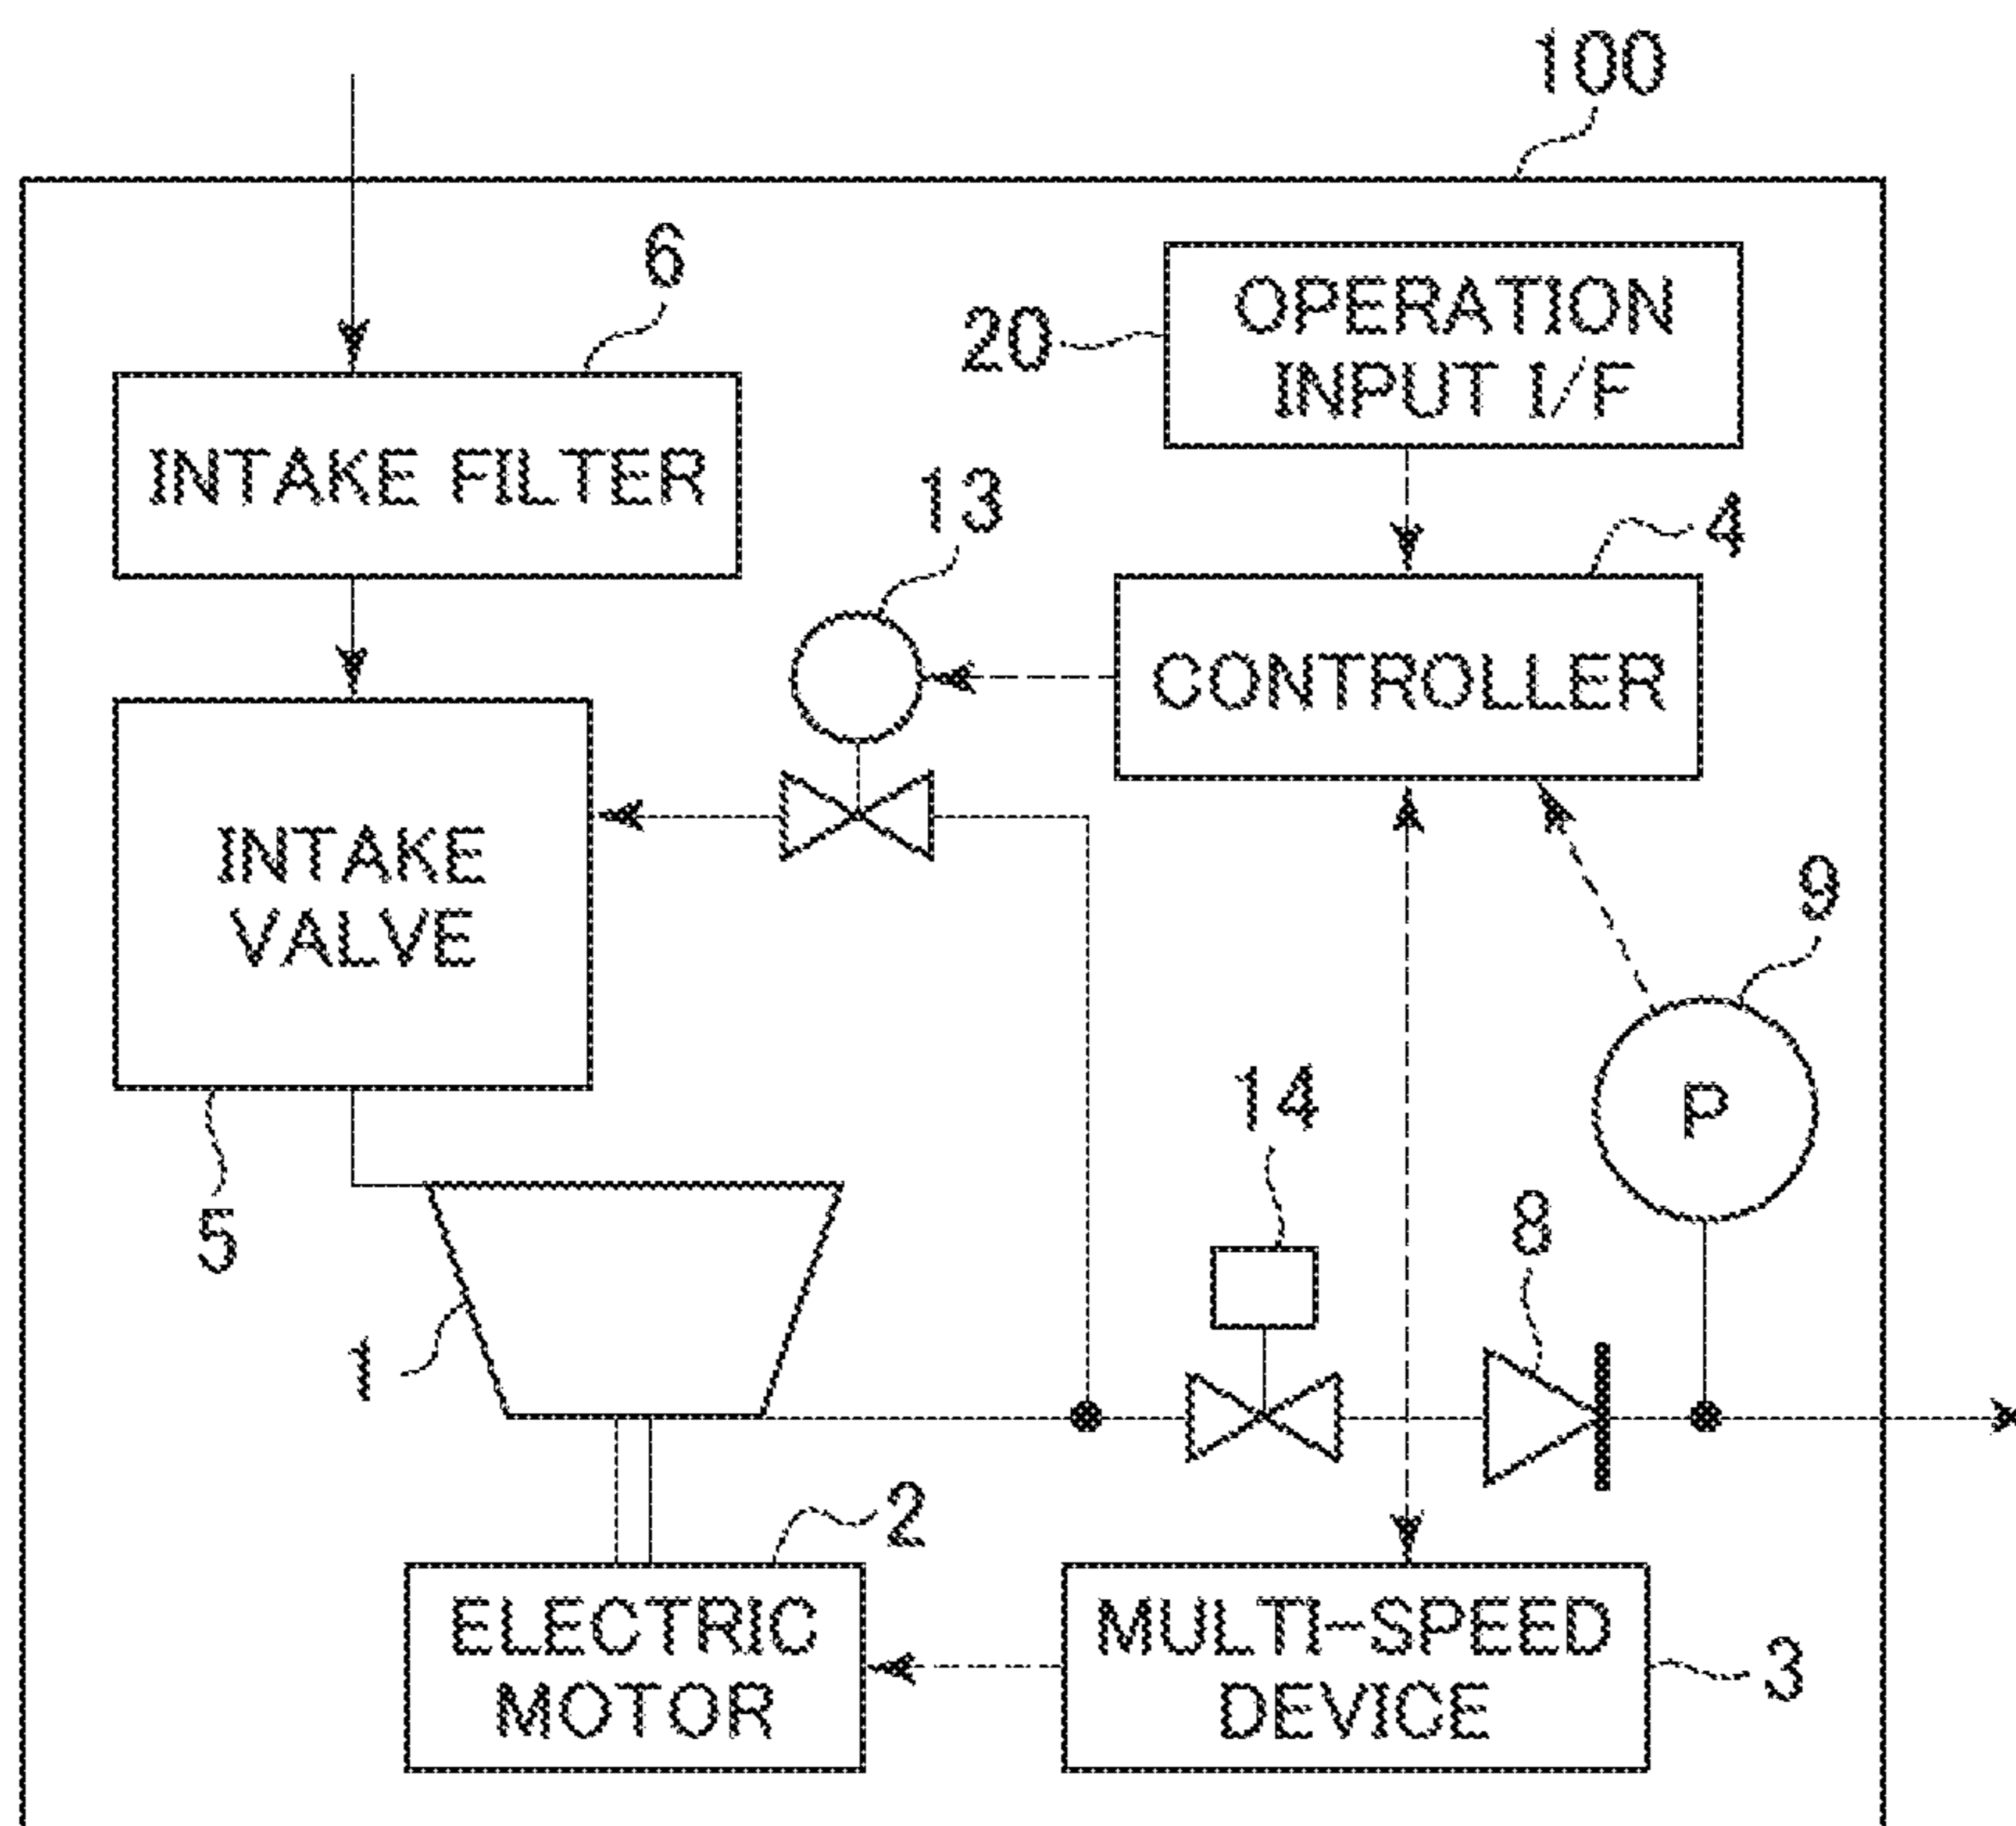 100
6
20
OPERATION
INPUT I/F
INTAKE FILTER
13
4
CONTROLLER
INTAKE
VALVE
9
P
14
5
8
1
2
ELECTRIC
MOTOR
MULTI-SPEED
DEVICE
3